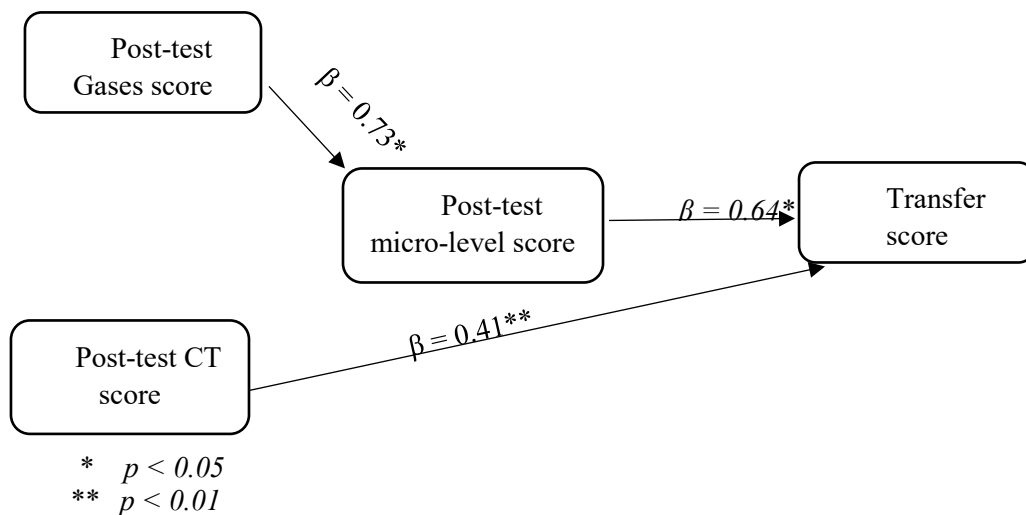 Post-test
Gases score
β = 0.73*
Post-test
micro-level score
β = 0.64*
Transfer
score
β = 0.41**
Post-test CT
score
* p < 0.05
** p < 0.01